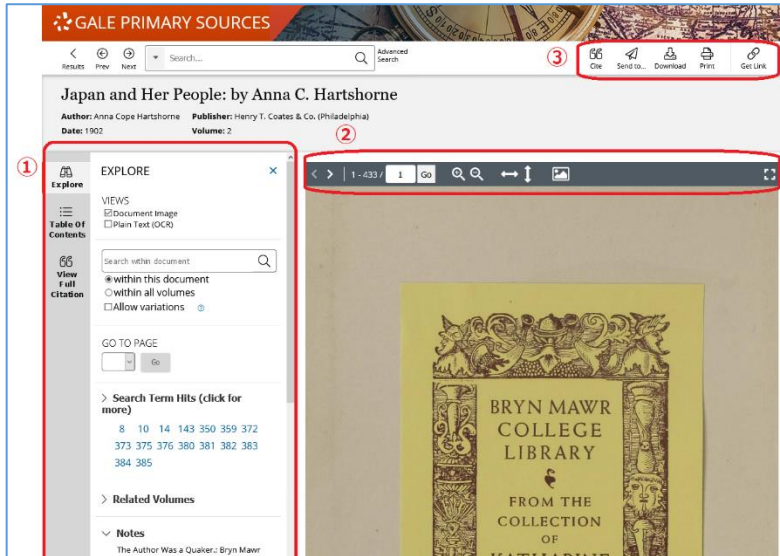 GALE PRIMARY SOURCES
Results Prev Next Search... Advanced Search ③ Cite Send to... Download Print Get Link
Japan and Her People: by Anna C. Hartshorne
Author: Anna Cope Hartshorne Publisher: Henry T. Coates & Co. (Philadelphia)
Date: 1902 Volume: 2
②
①
Explore
Table Of
Contents
View
Full
Citation
EXPLORE ×
VIEWS
Document Image
Plain Text (OCR)
Search within document
within this document
within all volumes
Allow variations ?
GO TO PAGE
Go
> Search Term Hits (click for
more)
8 10 14 143 350 359 372
373 375 376 380 381 382 383
384 385
> Related Volumes
Notes
The Author Was a Quaker.: Bryn Mawr
< > 1 - 433 / 1 Go
BRYN MAWR
COLLEGE
LIBRARY
FROM THE
COLLECTION
OF
KATHARINE